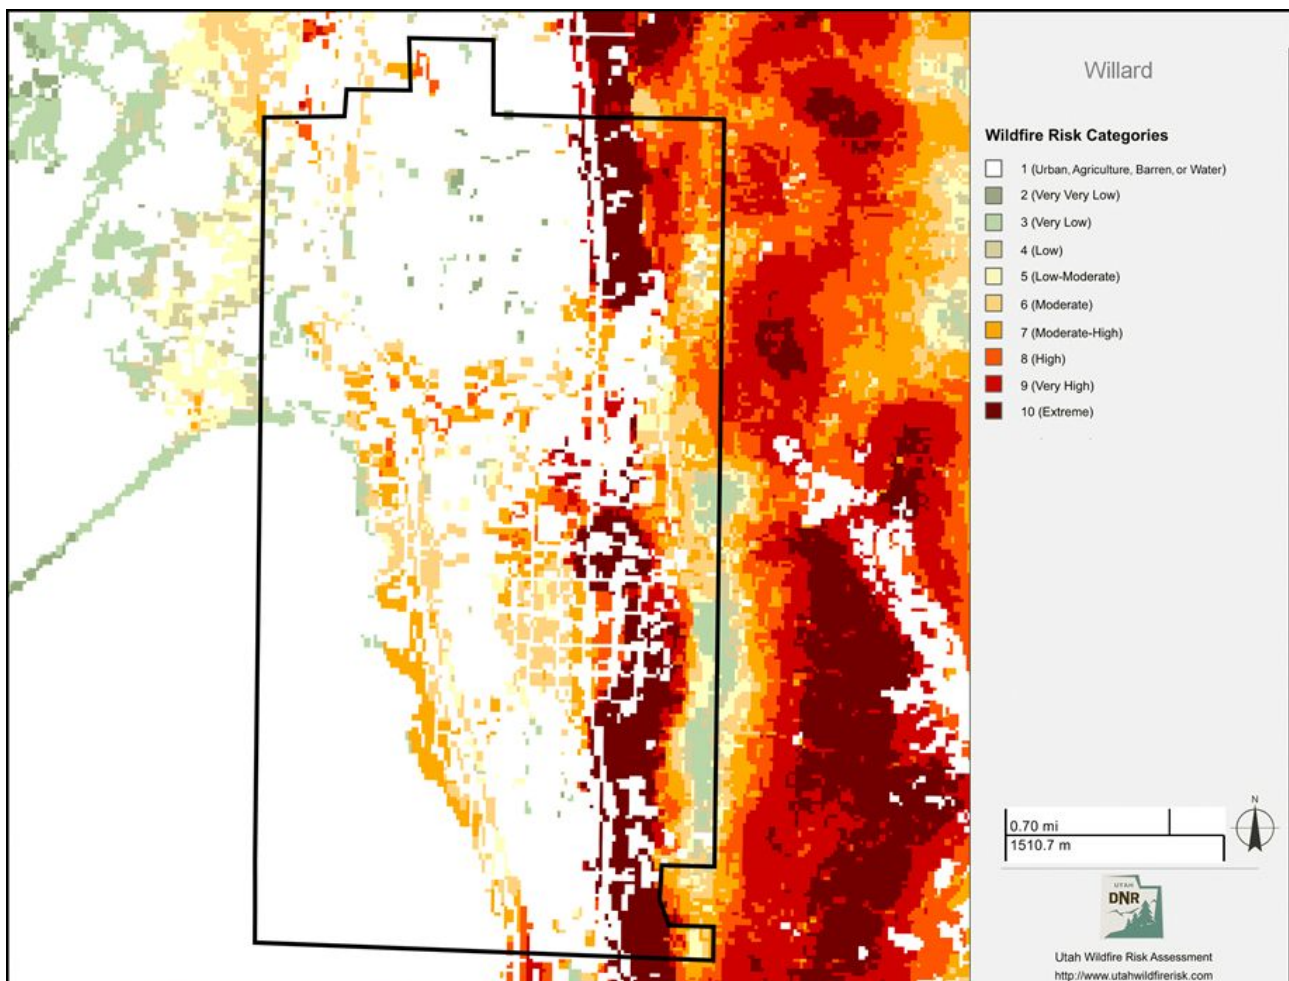 Willard
Wildfire Risk Categories
1 (Urban, Agriculture, Barren, or Water)
2 (Very Very Low)
3 (Very Low)
4 (Low)
5 (Low-Moderate)
6 (Moderate)
7 (Moderate-High)
8 (High)
9 (Very High)
10 (Extreme)
N
0.70 mi
1510.7 m
UTAH
DNR
Utah Wildfire Risk Assessment
http://www.utahwildfirerisk.com